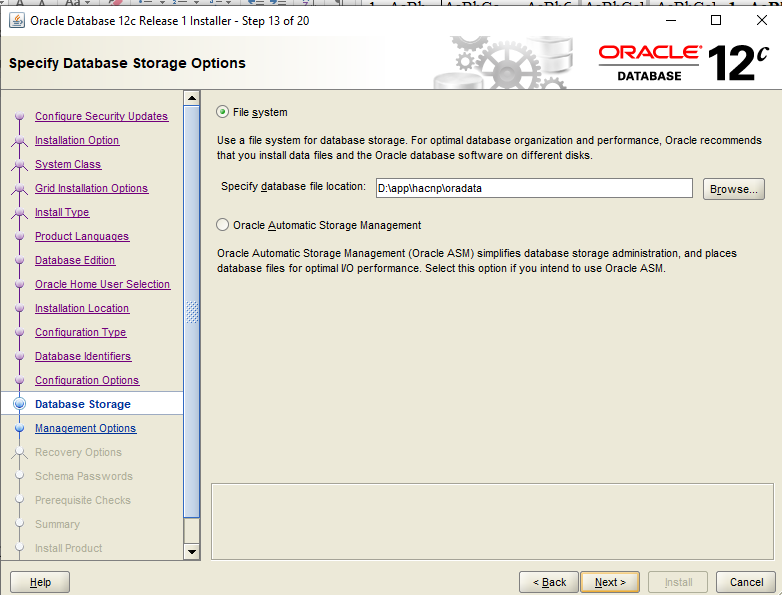 Oracle Database 12c Release 1 Installer - Step 13 of 20
Specify Database Storage Options
ORACLE
DATABASE
12c
Configure Security Updates
Installation Option
System Class
Grid Installation Options
Install Type
Product Languages
Database Edition
Oracle Home User Selection
Installation Location
Configuration Type
Database Identifiers
Configuration Options
Database Storage
Management Options
Recovery Options
Schema Passwords
Prerequisite Checks
Summary
Install Product
File system
Use a file system for database storage. For optimal database organization and performance, Oracle recommends
that you install data files and the Oracle database software on different disks.
Specify database file location: D:\app\hacnp\oradata Browse...
Oracle Automatic Storage Management
Oracle Automatic Storage Management (Oracle ASM) simplifies database storage administration, and places
database files for optimal I/O performance. Select this option if you intend to use Oracle ASM.
Help < Back Next > Install Cancel